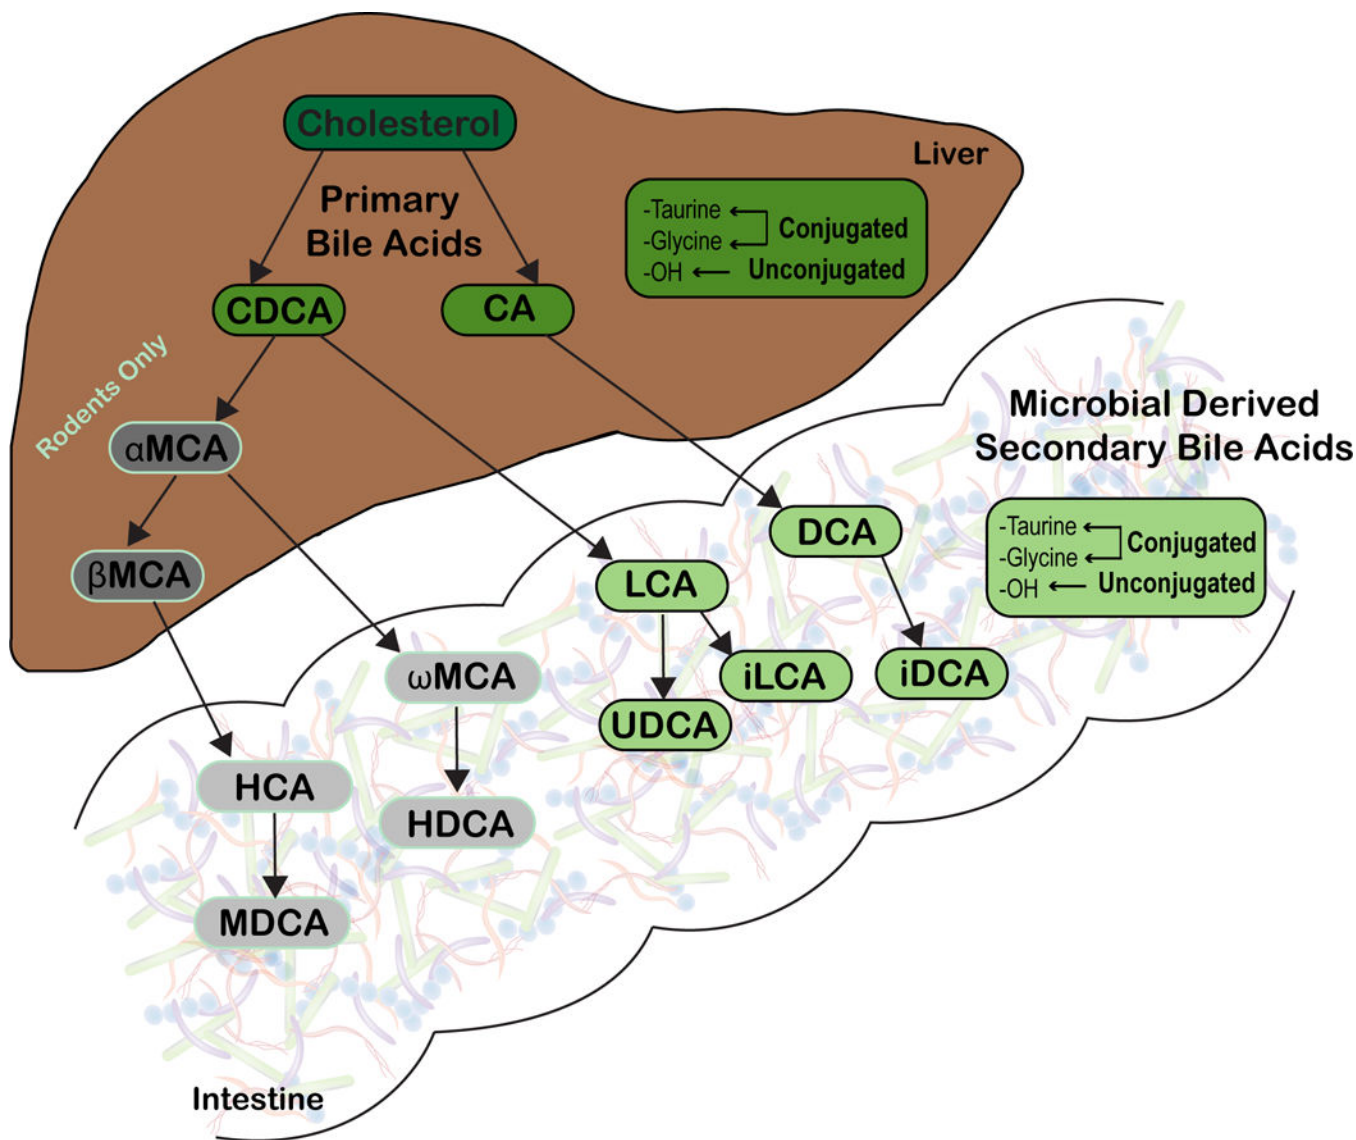 Cholesterol
Liver
Primary
Bile Acids
-Taurine
-Glycine
Conjugated
-OH
Unconjugated
CDCA
CA
Rodents Only
αMCA
βMCA
Microbial Derived
Secondary Bile Acids
-Taurine
-Glycine
Conjugated
-OH
Unconjugated
DCA
LCA
iLCA
iDCA
UDCA
ωMCA
HCA
HDCA
MDCA
Intestine